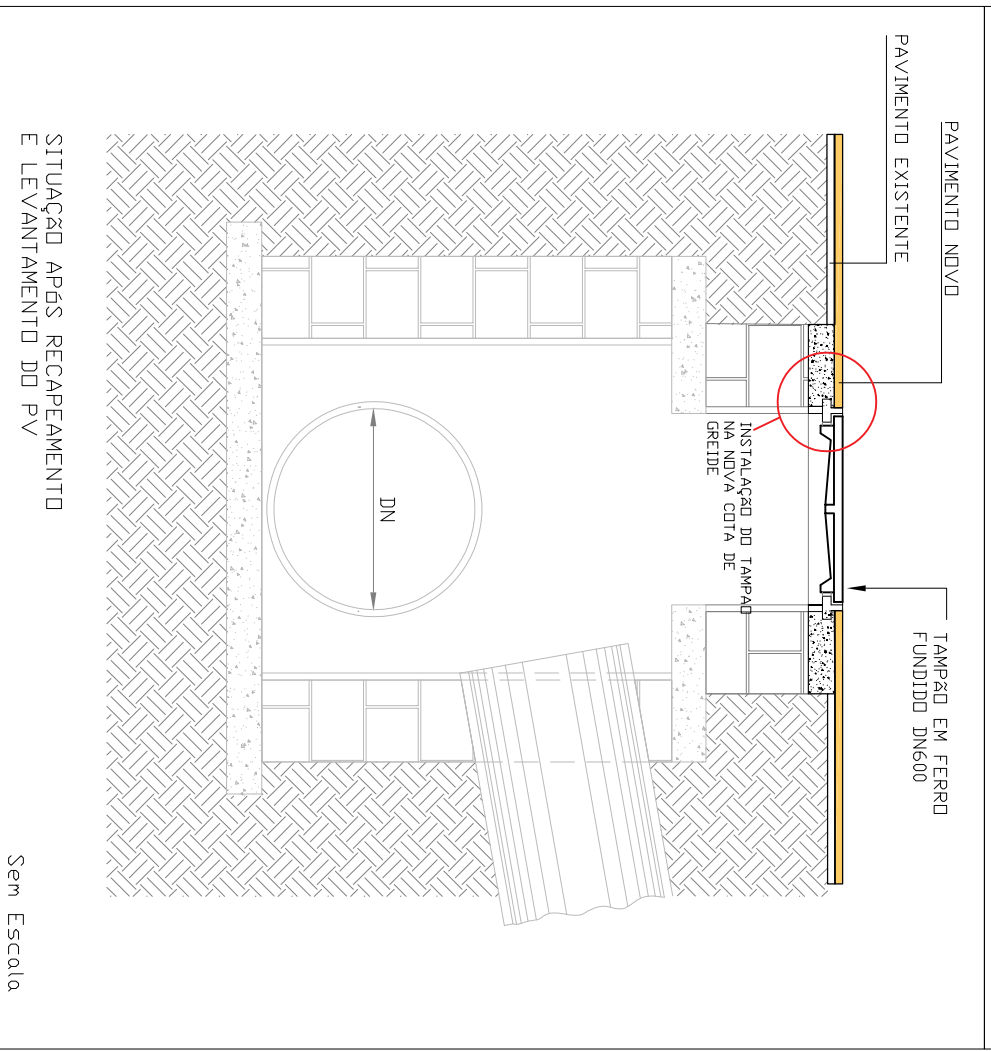 PAVIMENTO NOVO
PAVIMENTO EXISTENTE
TAMPÃO EM FERRO
FUNDIDO DN600
INSTALAÇÃO DO TAMPAO
NA NOVA COTA DE
GREIDE
DN
SITUAÇÃO APÓS RECAPEAMENTO
E LEVANTAMENTO DO PV
Sem Escala